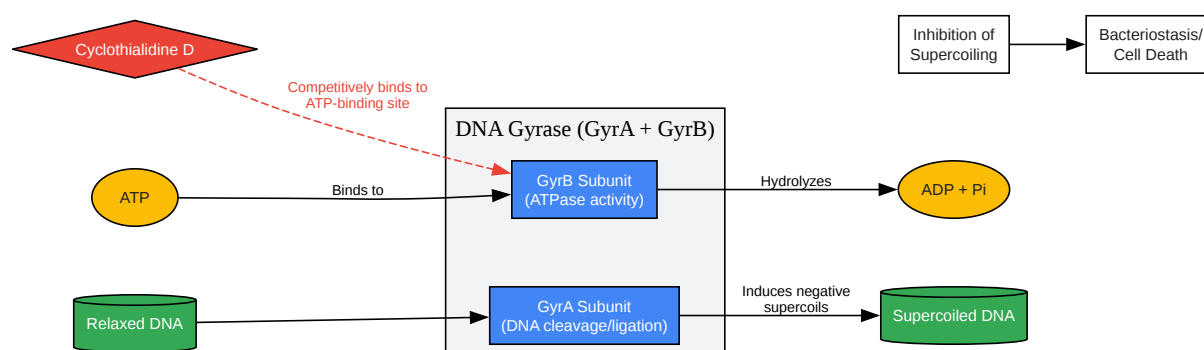 Cyclothialidine D
Inhibition of
Supercoiling
Bacteriostasis/
Cell Death
Competitively binds to
ATP-binding site
DNA Gyrase (GyrA + GyrB)
ATP
Binds to
GyrB Subunit
(ATPase activity)
Hydrolyzes
ADP + Pi
Relaxed DNA
GyrA Subunit
(DNA cleavage/ligation)
Induces negative
supercoils
Supercoiled DNA